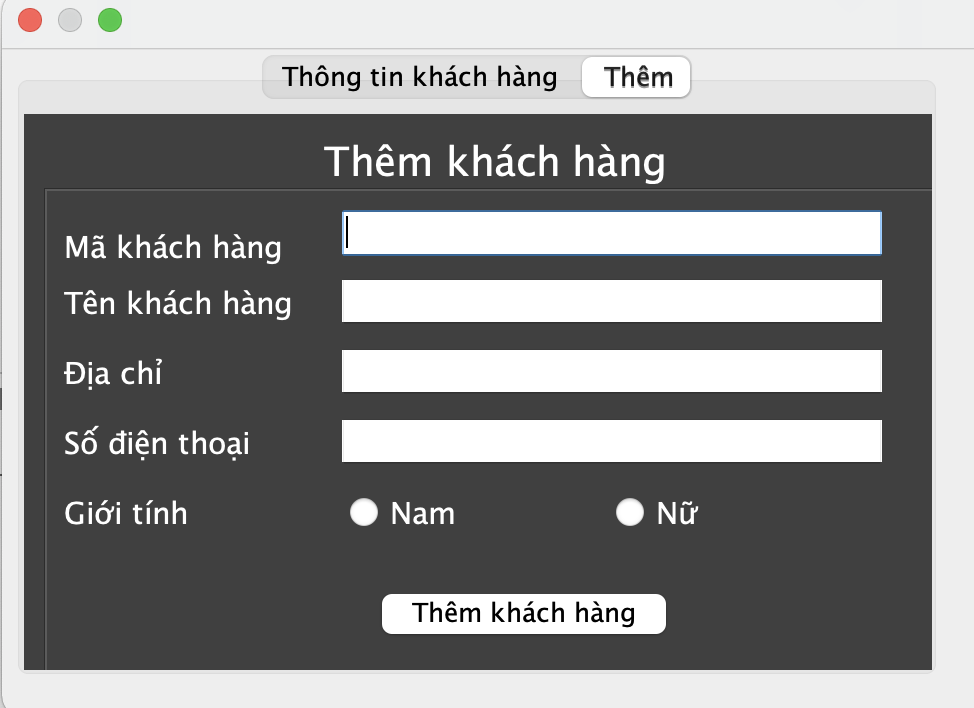 Thông tin khách hàng Thêm
Thêm khách hàng
Mã khách hàng
Tên khách hàng
Địa chỉ
Số điện thoại
Giới tính Nam Nữ
Thêm khách hàng